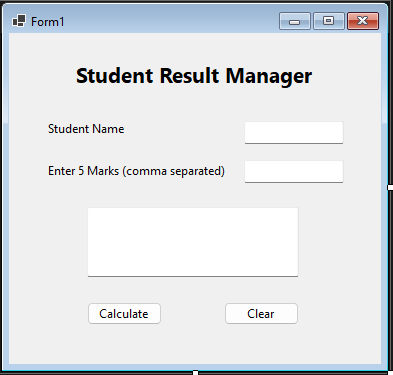 Form1
Student Result Manager
Student Name
Enter 5 Marks (comma separated)
Calculate
Clear